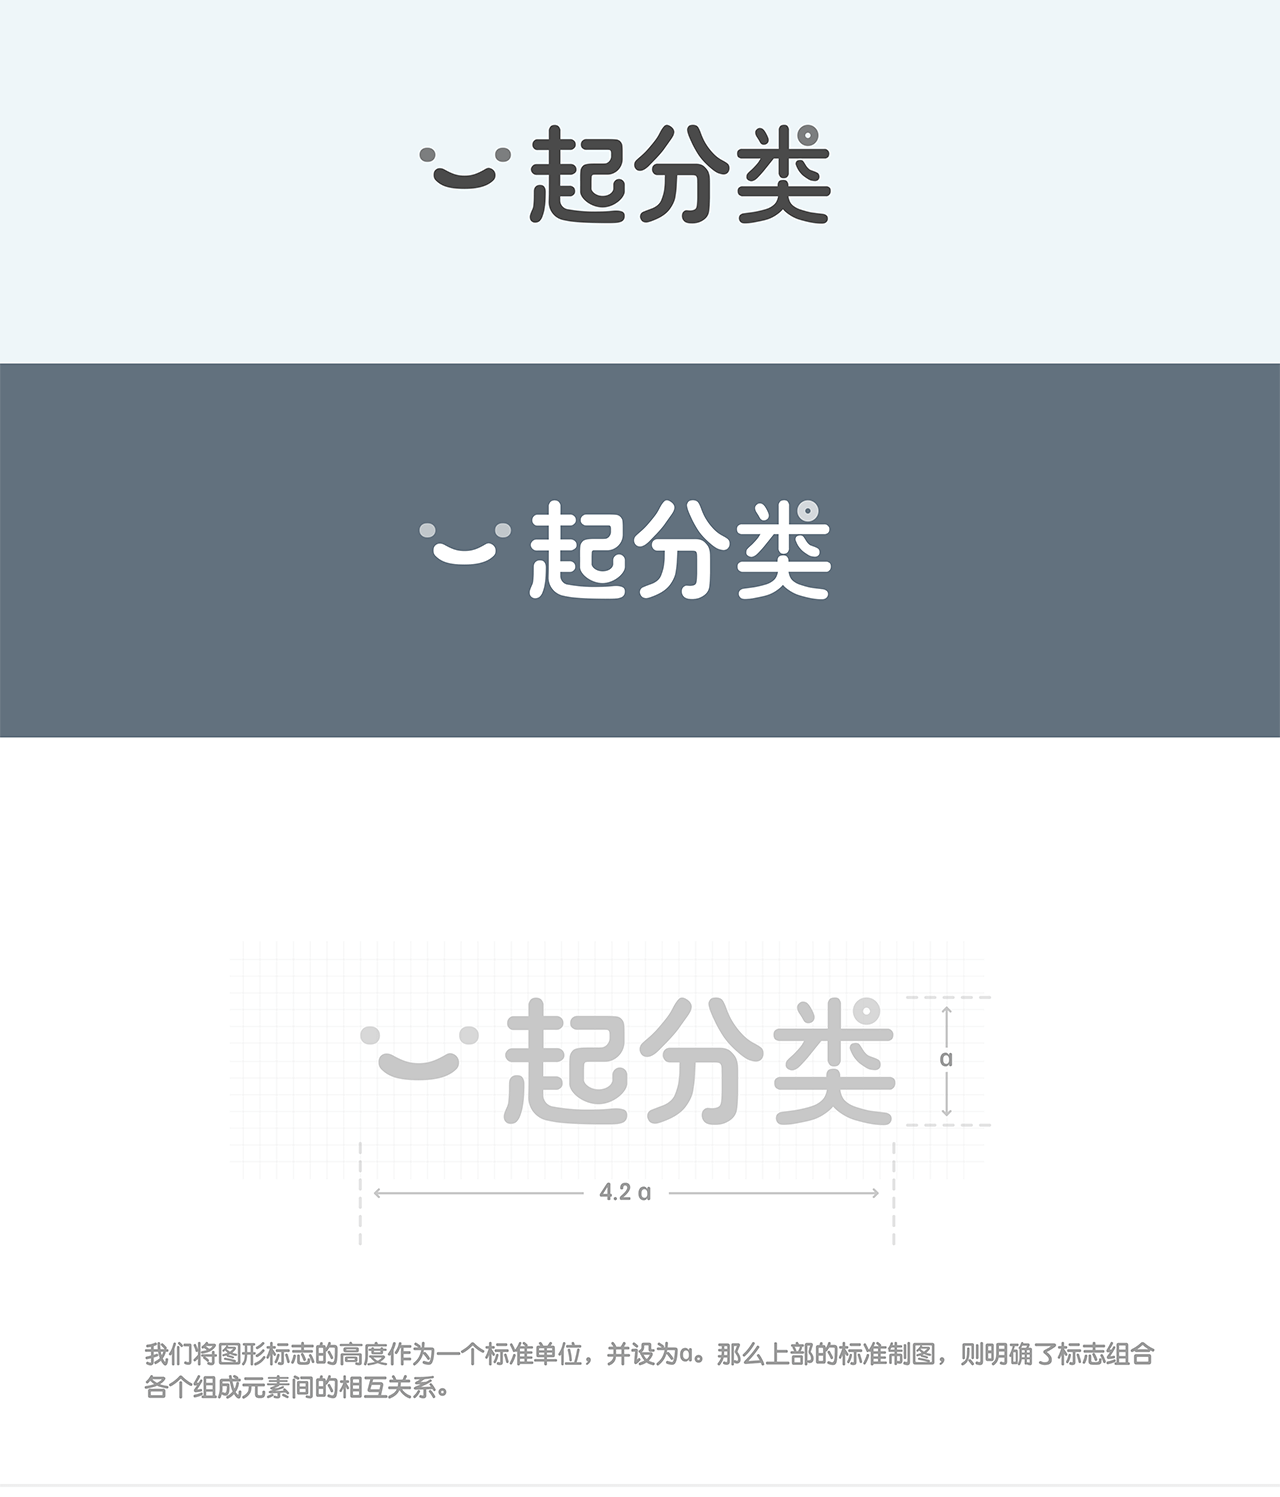 一起分类
一起分类
一起分类
a
4.2 a
我们将图形标志的高度作为一个标准单位，并设为a。那么上部的标准制图，则明确了标志组合
各个组成元素间的相互关系。